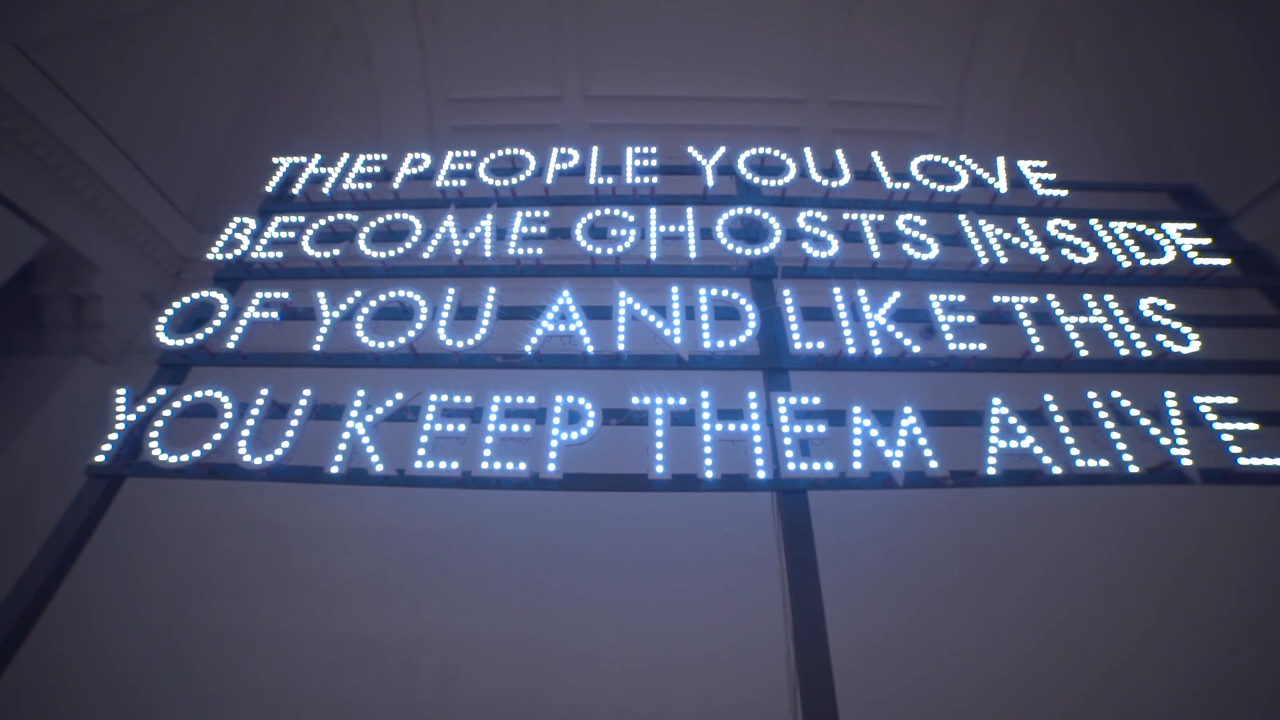 THE PEOPLE YOU LOVE
BECOME GHOSTS INSIDE
OF YOU AND LIKE THIS
YOU KEEP THEM ALIVE